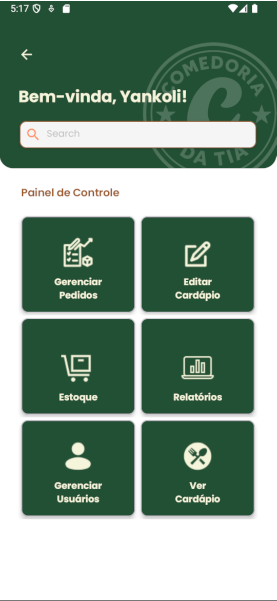 5:17
COMEDORIA
Bem-vinda, Yankoli!
C
Search
DA TIA
Painel de Controle
Gerenciar
Pedidos
Editar
Cardápio
Estoque
Relatórios
Gerenciar
Usuários
Ver
Cardápio